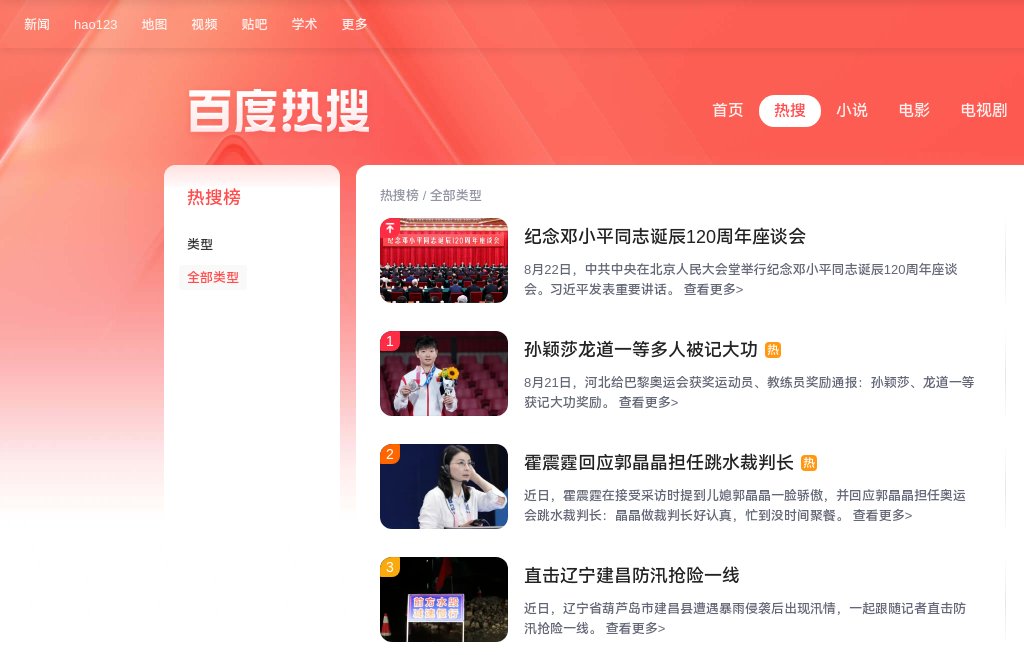 新闻 hao123 地图 视频 贴吧 学术 更多
百度热搜
首页 热搜 小说 电影 电视剧
热搜榜
类型
全部类型
热搜榜 / 全部类型
纪念邓小平同志诞辰120周年座谈会
纪念邓小平同志诞辰120周年座谈会
8月22日，中共中央在北京人民大会堂举行纪念邓小平同志诞辰120周年座谈
会。习近平发表重要讲话。 查看更多>
1
孙颖莎龙道一等多人被记大功 热
8月21日，河北给巴黎奥运会获奖运动员、教练员奖励通报：孙颖莎、龙道一等
获记大功奖励。 查看更多>
2
霍震霆回应郭晶晶担任跳水裁判长 热
近日，霍震霆在接受采访时提到儿媳郭晶晶一脸骄傲，并回应郭晶晶担任奥运
会跳水裁判长：晶晶做裁判长好认真，忙到没时间聚餐。 查看更多>
3
前方水毁
减速慢行
直击辽宁建昌防汛抢险一线
近日，辽宁省葫芦岛市建昌县遭遇暴雨侵袭后出现汛情，一起跟随记者直击防
汛抢险一线。 查看更多>